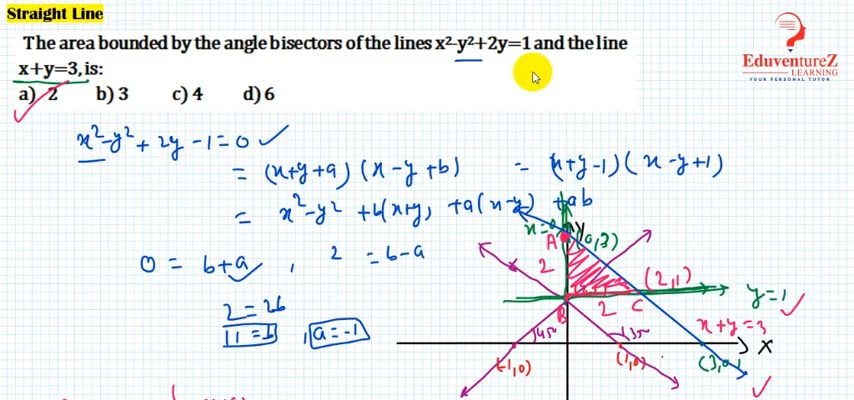 Straight Line
The area bounded by the angle bisectors of the lines x²-y²+2y=1 and the line
x+y=3, is:
a) 2 b) 3 c) 4 d) 6
EduventureZ
LEARNING
YOUR PERSONAL TUTOR
x²-y²+2y-1=0
= (x+y+a) (x-y+b) = (x+y-1) (x-y+1)
= x²-y²+b(x+y) +a(x-y) +ab
0 = b+a, 2 = b-a
2=2b
1=b, a=-1
x=0
Y
A (0,3)
2
(2,1)
y=1
B 2 C
x+y=3
45° 135°
X
(-1,0) (1,0) (3,0)